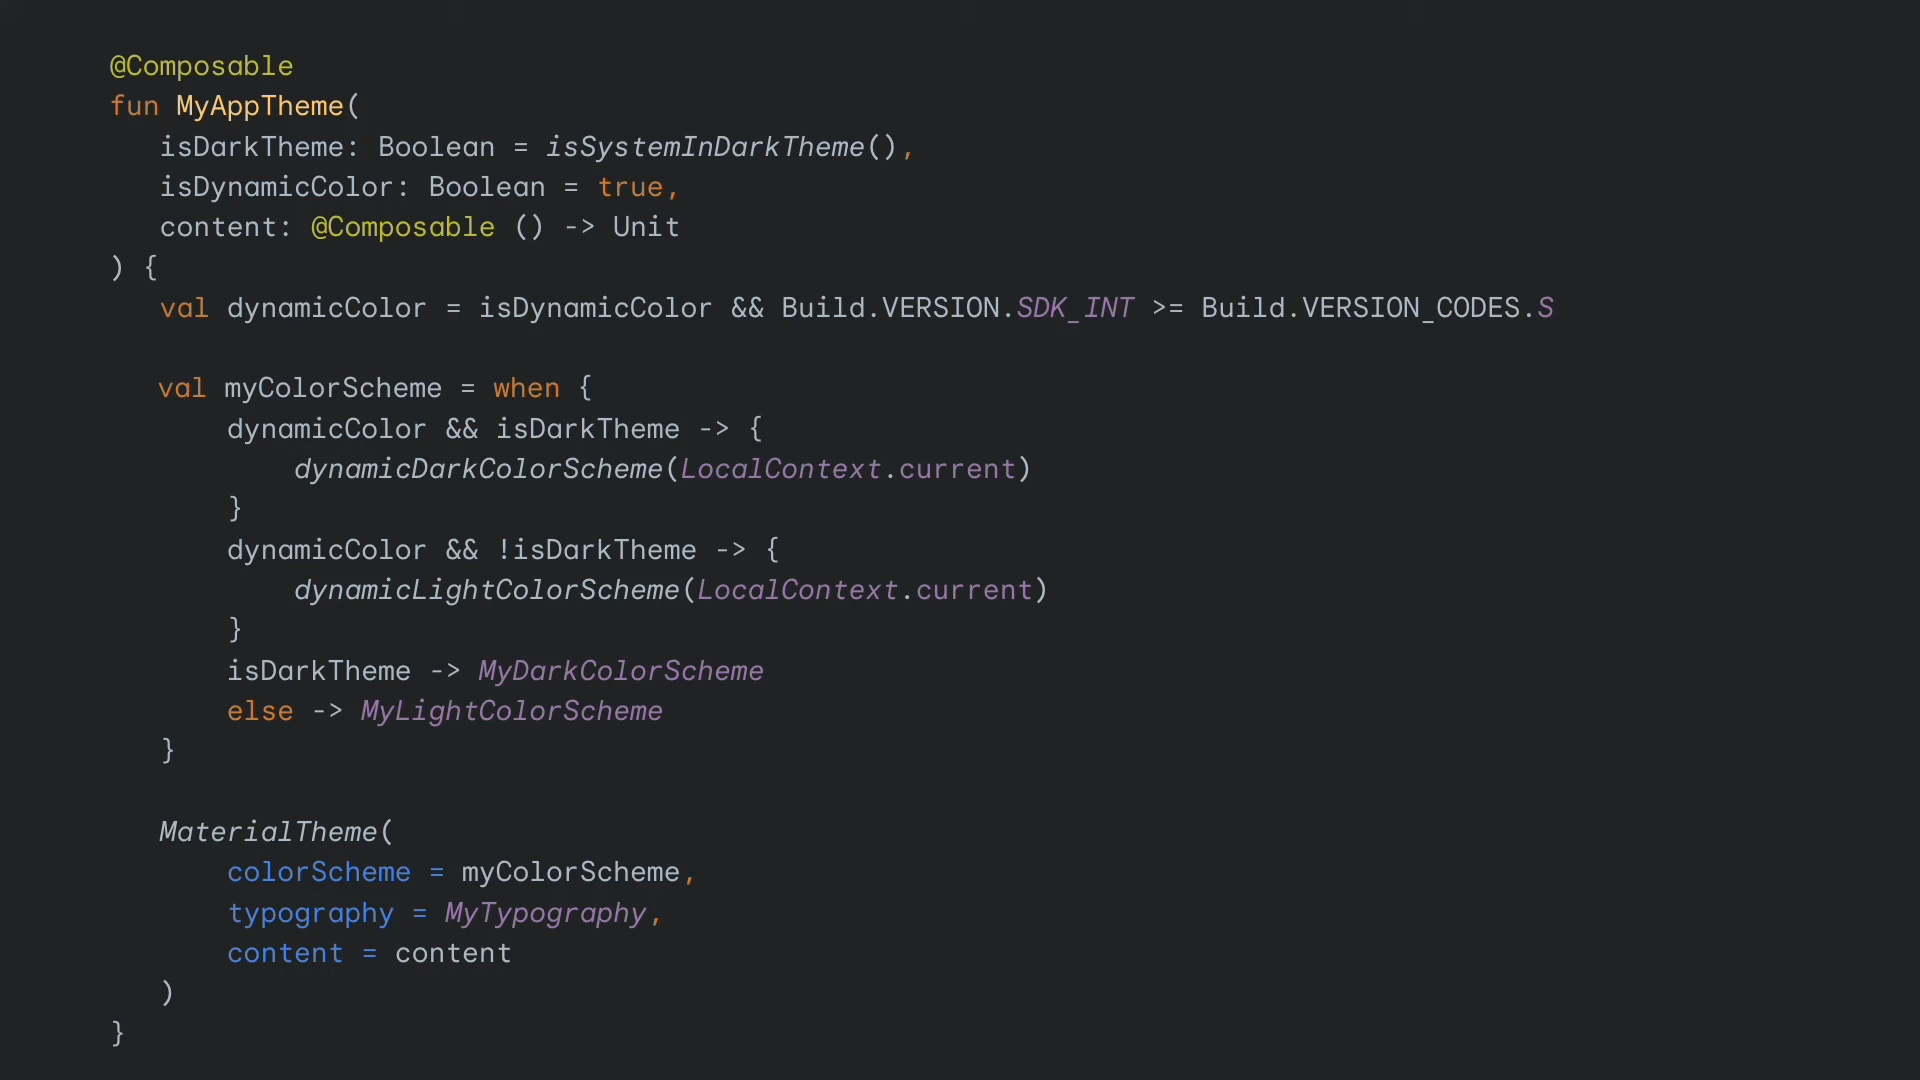 @Composable
fun MyAppTheme(
   isDarkTheme: Boolean = isSystemInDarkTheme(),
   isDynamicColor: Boolean = true,
   content: @Composable () -> Unit
) {
   val dynamicColor = isDynamicColor && Build.VERSION.SDK_INT >= Build.VERSION_CODES.S

   val myColorScheme = when {
       dynamicColor && isDarkTheme -> {
           dynamicDarkColorScheme(LocalContext.current)
       }
       dynamicColor && !isDarkTheme -> {
           dynamicLightColorScheme(LocalContext.current)
       }
       isDarkTheme -> MyDarkColorScheme
       else -> MyLightColorScheme
   }

   MaterialTheme(
       colorScheme = myColorScheme,
       typography = MyTypography,
       content = content
   )
}